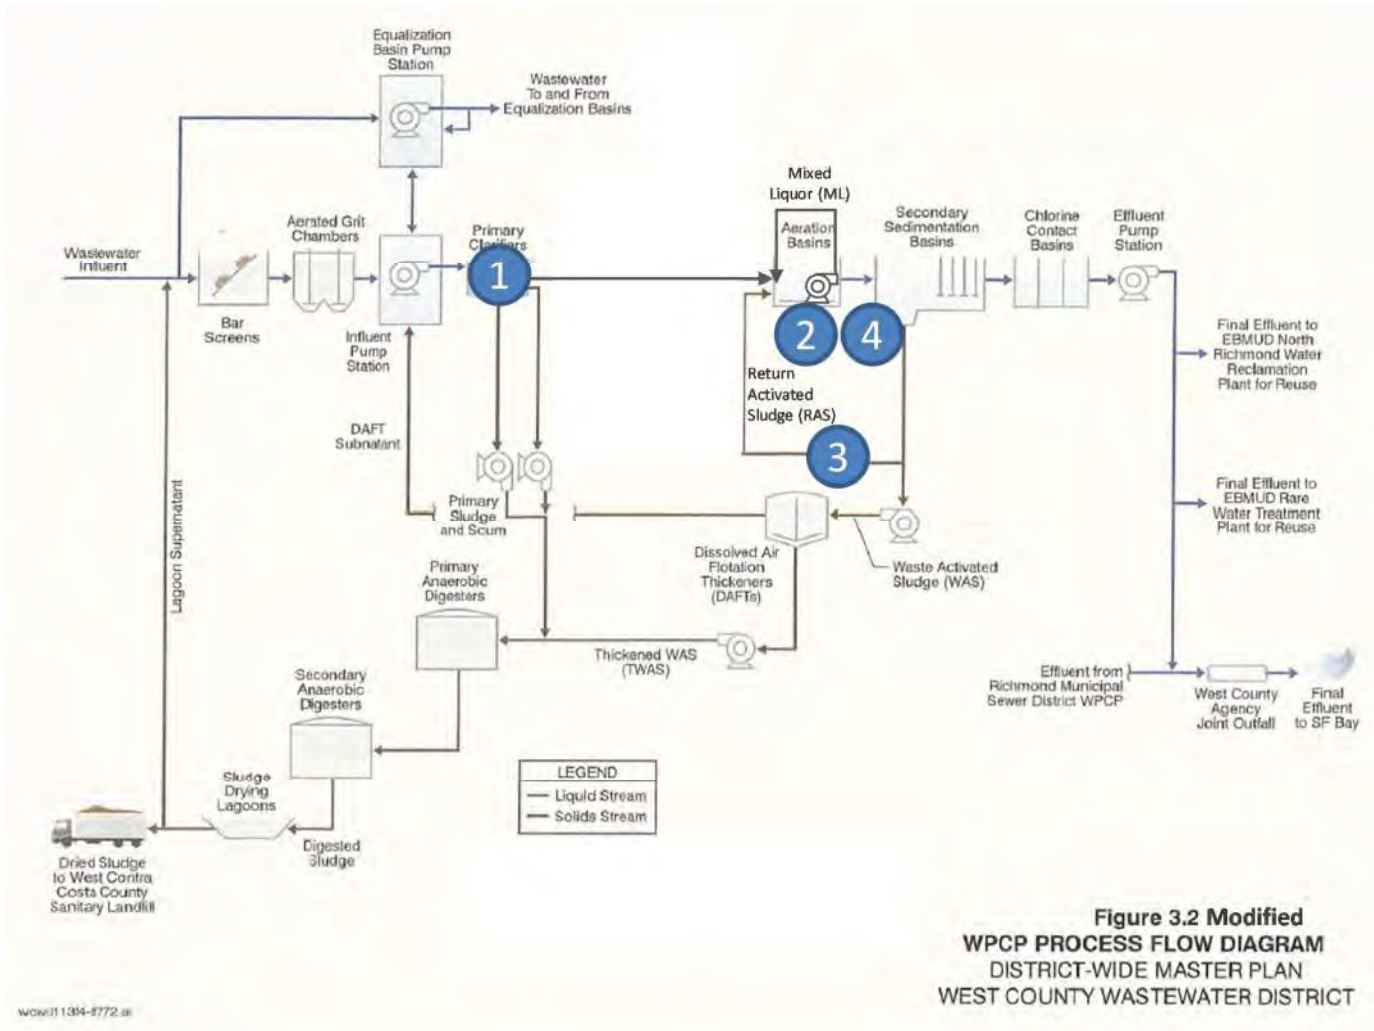 Equalization
Basin Pump
Station
Wastewater
To and From
Equalization Basins
Mixed
Liquor (ML)
Aerated Grit
Chambers
Primary
Clarifiers
Aeration
Basins
Secondary
Sedimentation
Basins
Chlorine
Contact
Basins
Effluent
Pump
Station
Wastewater
Influent
1
2
4
Bar
Screens
Influent
Pump
Station
Final Effluent to
EBMUD North
Richmond Water
Reclamation
Plant for Reuse
Return
Activated
Sludge (RAS)
3
DAFT
Subnatant
Lagoon Supernatant
Primary
Sludge
and Scum
Final Effluent to
EBMUD Rare
Water Treatment
Plant for Reuse
Dissolved Air
Flotation
Thickeners
(DAFTs)
Waste Activated
Sludge (WAS)
Primary
Anaerobic
Digesters
Thickened WAS
(TWAS)
Secondary
Anaerobic
Digesters
Effluent from
Richmond Municipal
Sewer District WPCP
West County
Agency
Joint Outfall
Final
Effluent
to SF Bay
Sludge
Drying
Lagoons
Digested
Sludge
LEGEND
Liquid Stream
Solids Stream
Dried Sludge
to West Contra
Costa County
Sanitary Landfill
Figure 3.2 Modified
WPCP PROCESS FLOW DIAGRAM
DISTRICT-WIDE MASTER PLAN
WEST COUNTY WASTEWATER DISTRICT